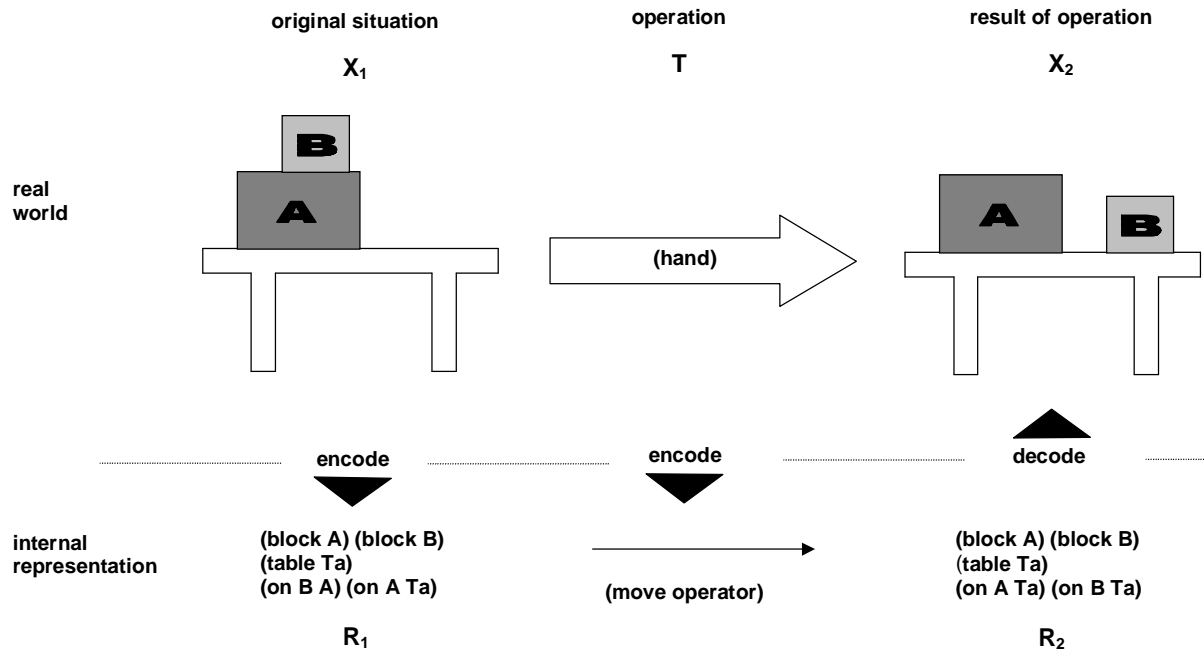 original situation
operation
result of operation
X₁
T
X₂
real
world
B
A
(hand)
A
B
encode
encode
decode
internal
representation
(block A) (block B)
(table Ta)
(on B A) (on A Ta)
(move operator)
(block A) (block B)
(table Ta)
(on A Ta) (on B Ta)
R₁
R₂